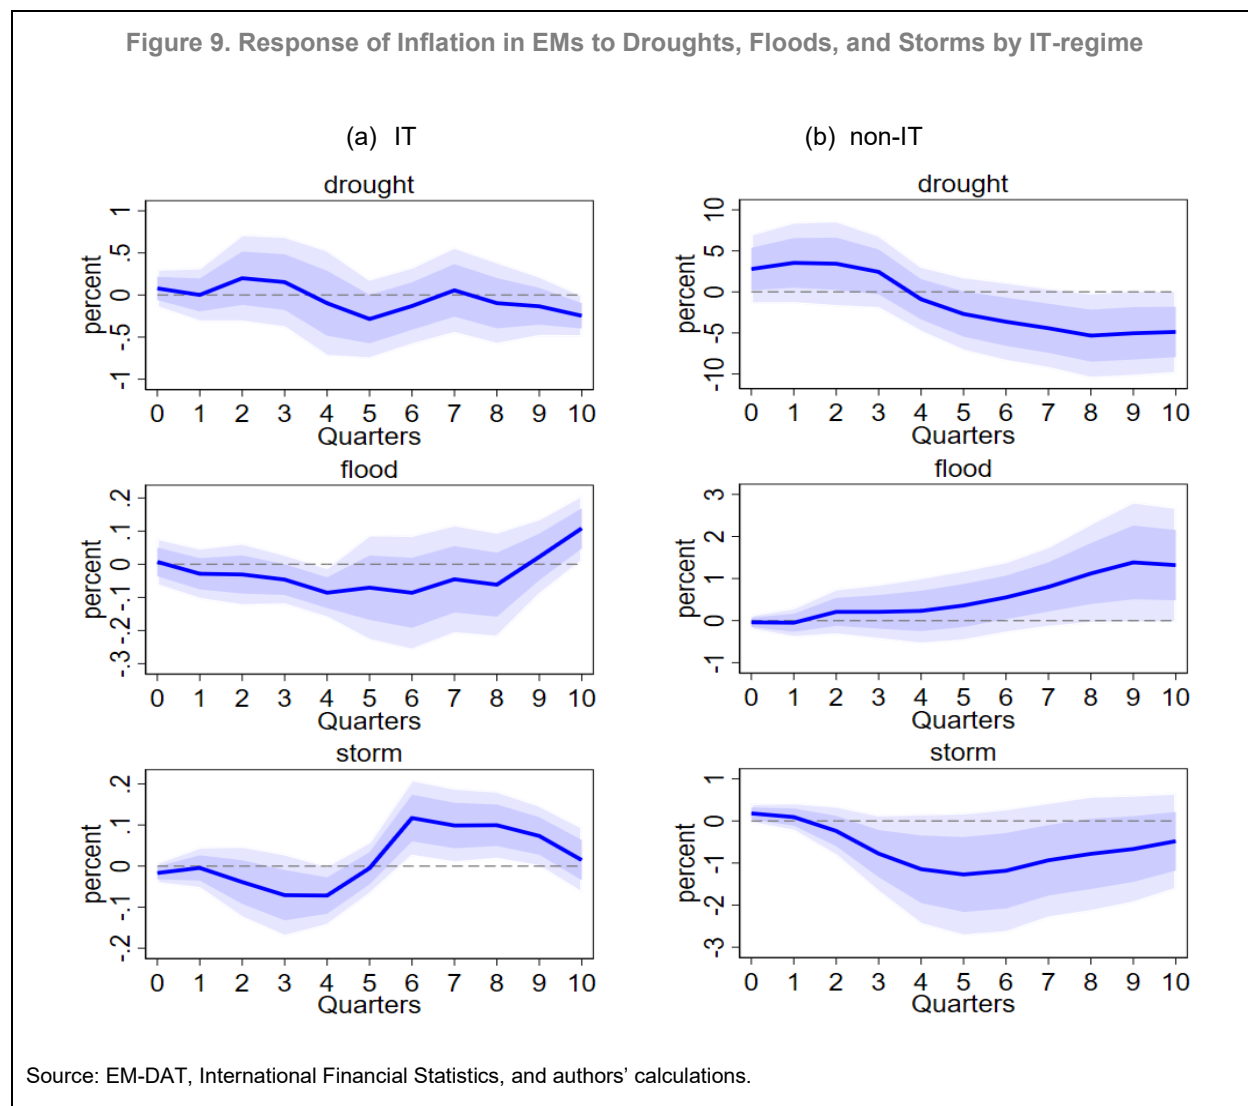 Figure 9. Response of Inflation in EMs to Droughts, Floods, and Storms by IT-regime
(a) IT
(b) non-IT
drought
percent
1
.5
0
-.5
-1
0 1 2 3 4 5 6 7 8 9 10
Quarters
drought
percent
10
5
0
-5
-10
0 1 2 3 4 5 6 7 8 9 10
Quarters
flood
percent
.2
.1
0
-.1
-.2
-.3
0 1 2 3 4 5 6 7 8 9 10
Quarters
flood
percent
3
2
1
0
-1
0 1 2 3 4 5 6 7 8 9 10
Quarters
storm
percent
.2
.1
0
-.1
-.2
0 1 2 3 4 5 6 7 8 9 10
Quarters
storm
percent
1
0
-1
-2
-3
0 1 2 3 4 5 6 7 8 9 10
Quarters
Source: EM-DAT, International Financial Statistics, and authors’ calculations.